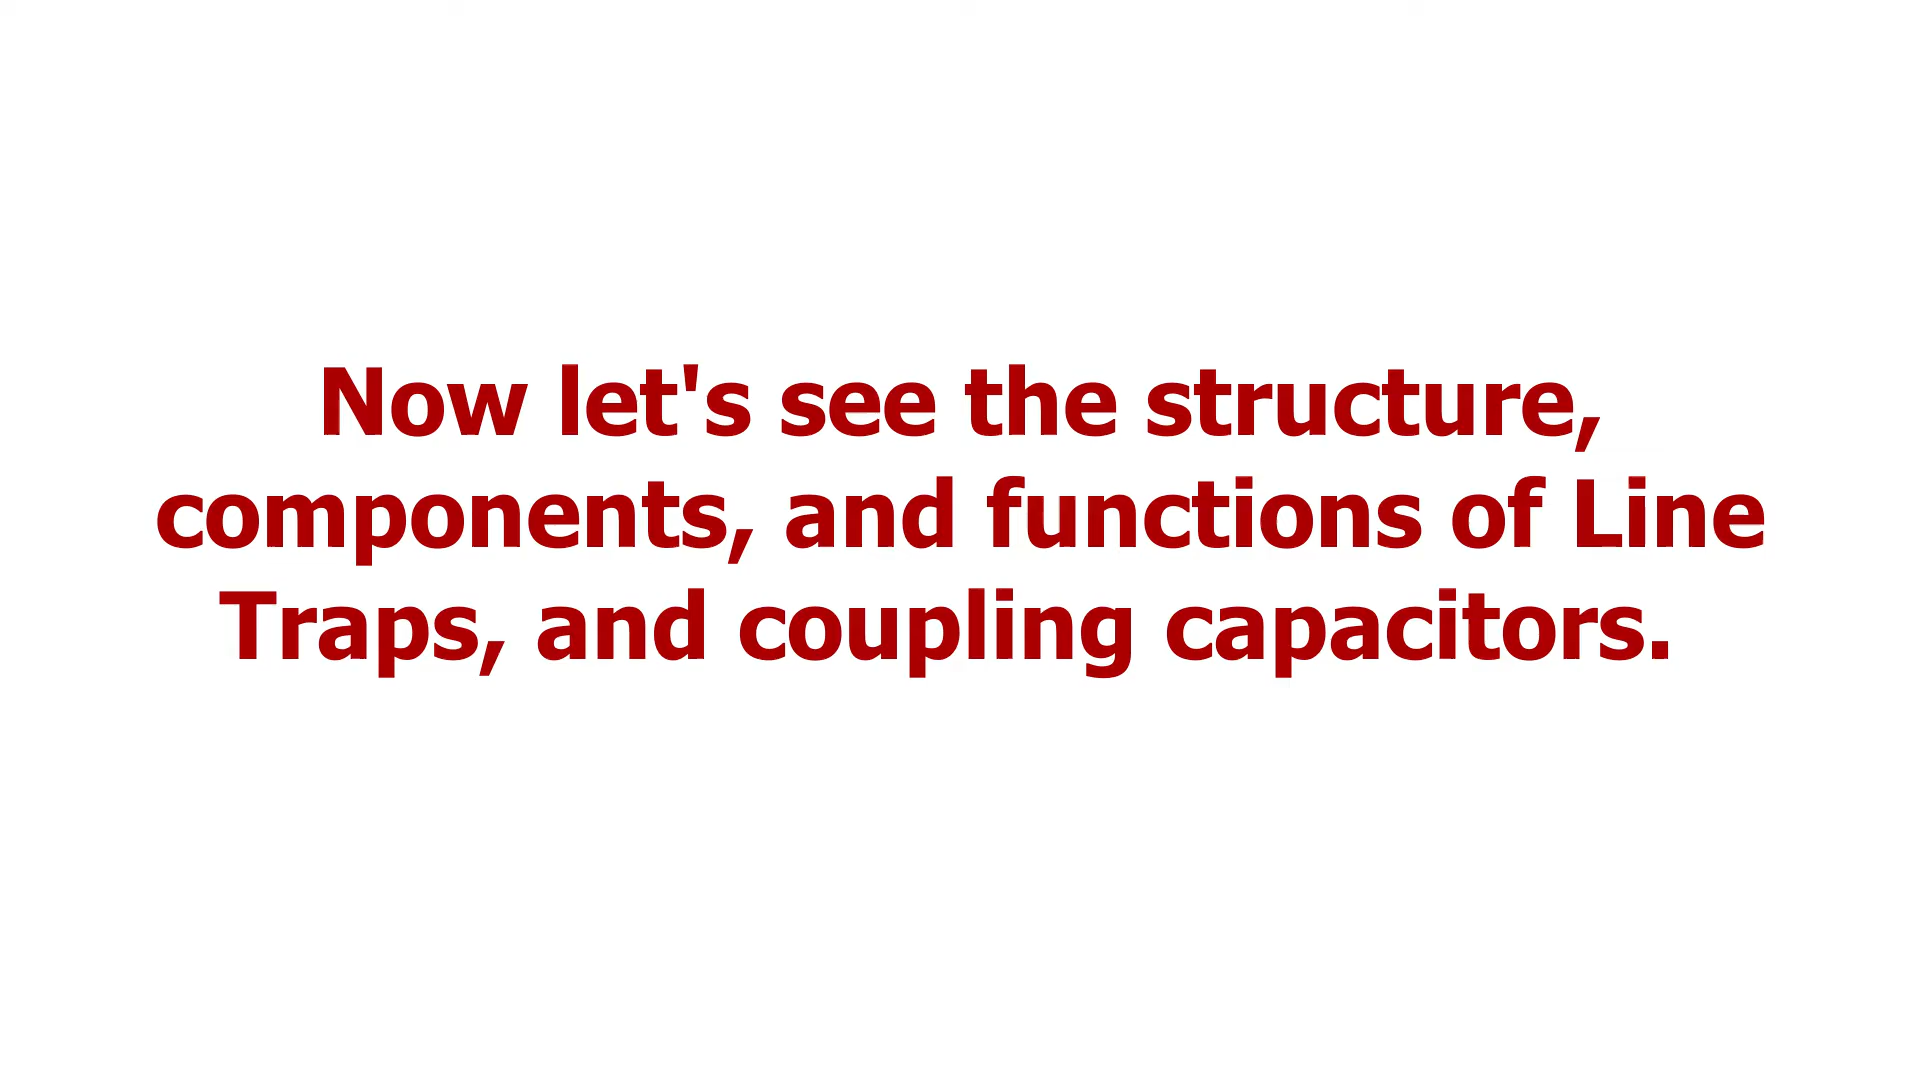 Now let's see the structure,
components, and functions of Line
Traps, and coupling capacitors.